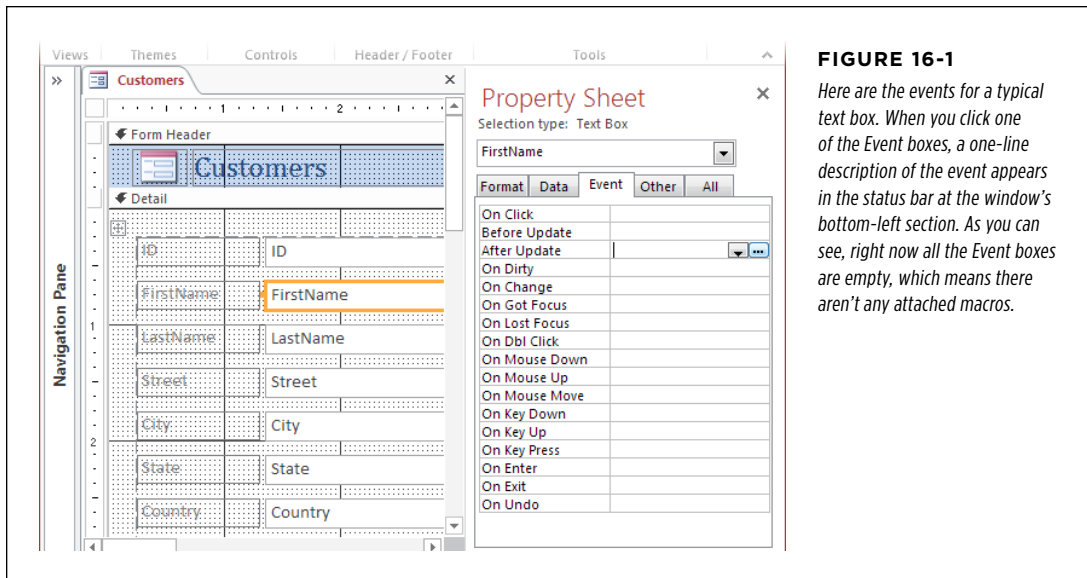 Views Themes Controls Header / Footer Tools
Customers
1 2
Form Header
Customers
Detail
ID ID
FirstName FirstName
LastName LastName
Street Street
City City
State State
Country Country
1
2
Navigation Pane
Property Sheet
Selection type: Text Box
FirstName
Format Data Event Other All
On Click
Before Update
After Update
On Dirty
On Change
On Got Focus
On Lost Focus
On Dbl Click
On Mouse Down
On Mouse Up
On Mouse Move
On Key Down
On Key Up
On Key Press
On Enter
On Exit
On Undo
FIGURE 16-1
Here are the events for a typical
text box. When you click one
of the Event boxes, a one-line
description of the event appears
in the status bar at the window's
bottom-left section. As you can
see, right now all the Event boxes
are empty, which means there
aren't any attached macros.